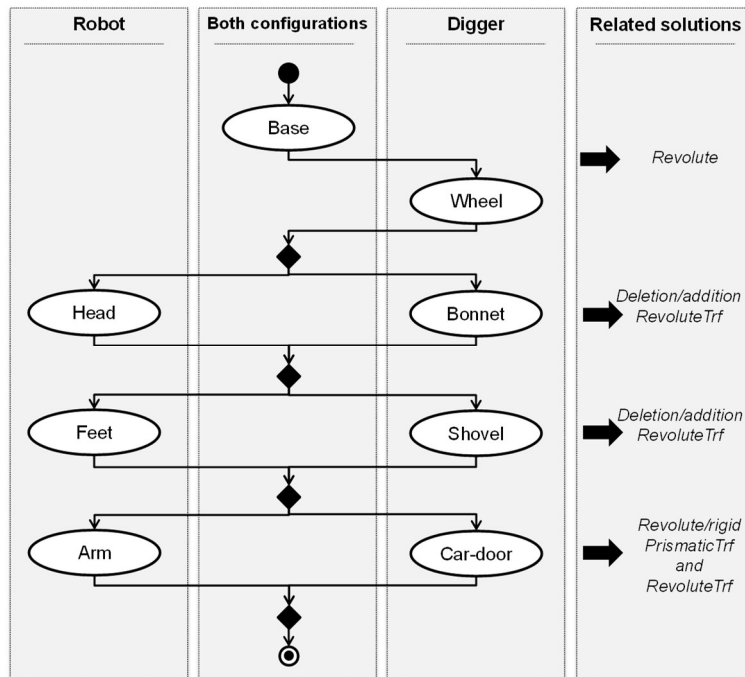 Robot
Both configurations
Digger
Related solutions
Base
Revolute
Wheel
Head
Bonnet
Deletion/addition
RevoluteTrf
Feet
Shovel
Deletion/addition
RevoluteTrf
Arm
Car-door
Revolute/rigid
PrismaticTrf
and
RevoluteTrf